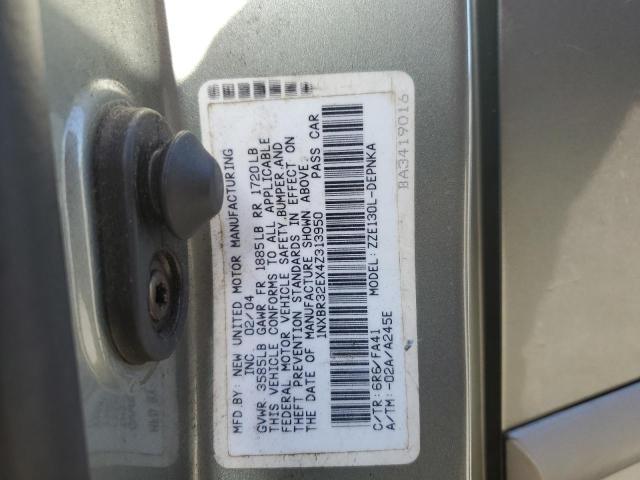 MFD BY: NEW UNITED MOTOR MANUFACTURING
INC 02/04
GVWR 3585LB GAWR FR 1885LB RR 1720LB
THIS VEHICLE CONFORMS TO ALL APPLICABLE
FEDERAL MOTOR VEHICLE SAFETY,BUMPER,AND
THEFT PREVENTION STANDARDS IN EFFECT ON
THE DATE OF MANUFACTURE SHOWN ABOVE.
1NXBR32EX4Z313950 PASS CAR
MODEL: ZZE130L-DEPNKA
C/TR: 6R6/FA41
A/TM: -02A/A245E
BA3419016